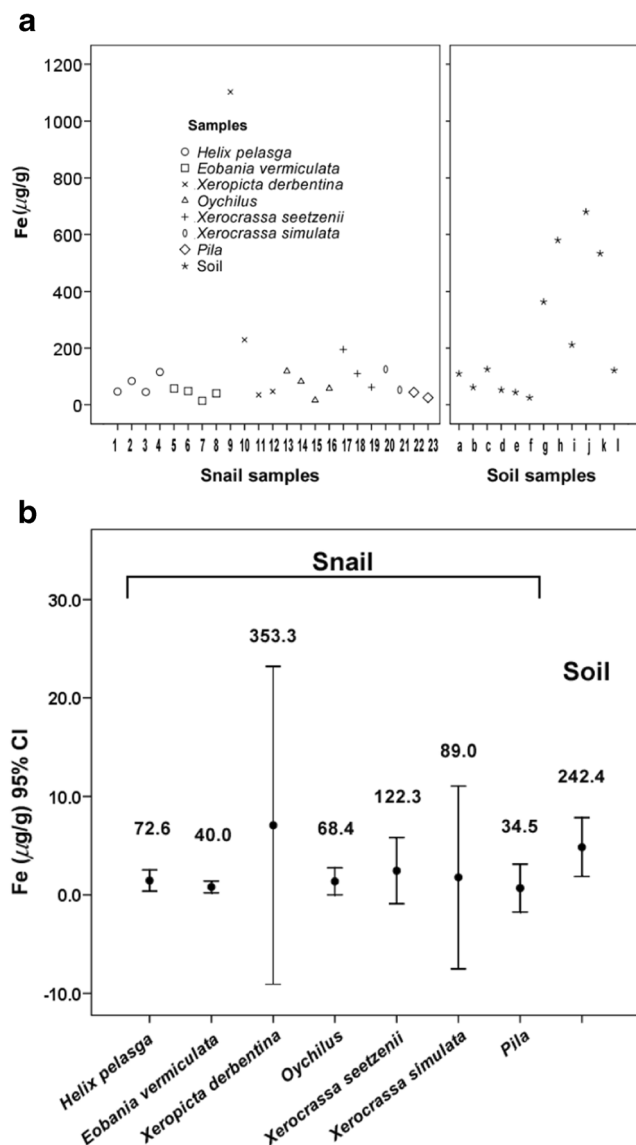 a
1200
1000
800
600
400
200
0
Fe (μg/g)
Samples
Helix pelasga
Eobania vermiculata
Xeropicta derbentina
Oychilus
Xerocrassa seetzenii
Xerocrassa simulata
Pila
Soil
1 2 3 4 5 6 7 8 9 10 11 12 13 14 15 16 17 18 19 20 21 22 23
a b c d e f g h i j k l
Snail samples
Soil samples
b
Snail
Soil
30.0
20.0
10.0
0.0
-10.0
Fe (μg/g) 95% CI
72.6
40.0
353.3
68.4
122.3
89.0
34.5
242.4
Helix pelasga
Eobania vermiculata
Xeropicta derbentina
Oychilus
Xerocrassa seetzenii
Xerocrassa simulata
Pila